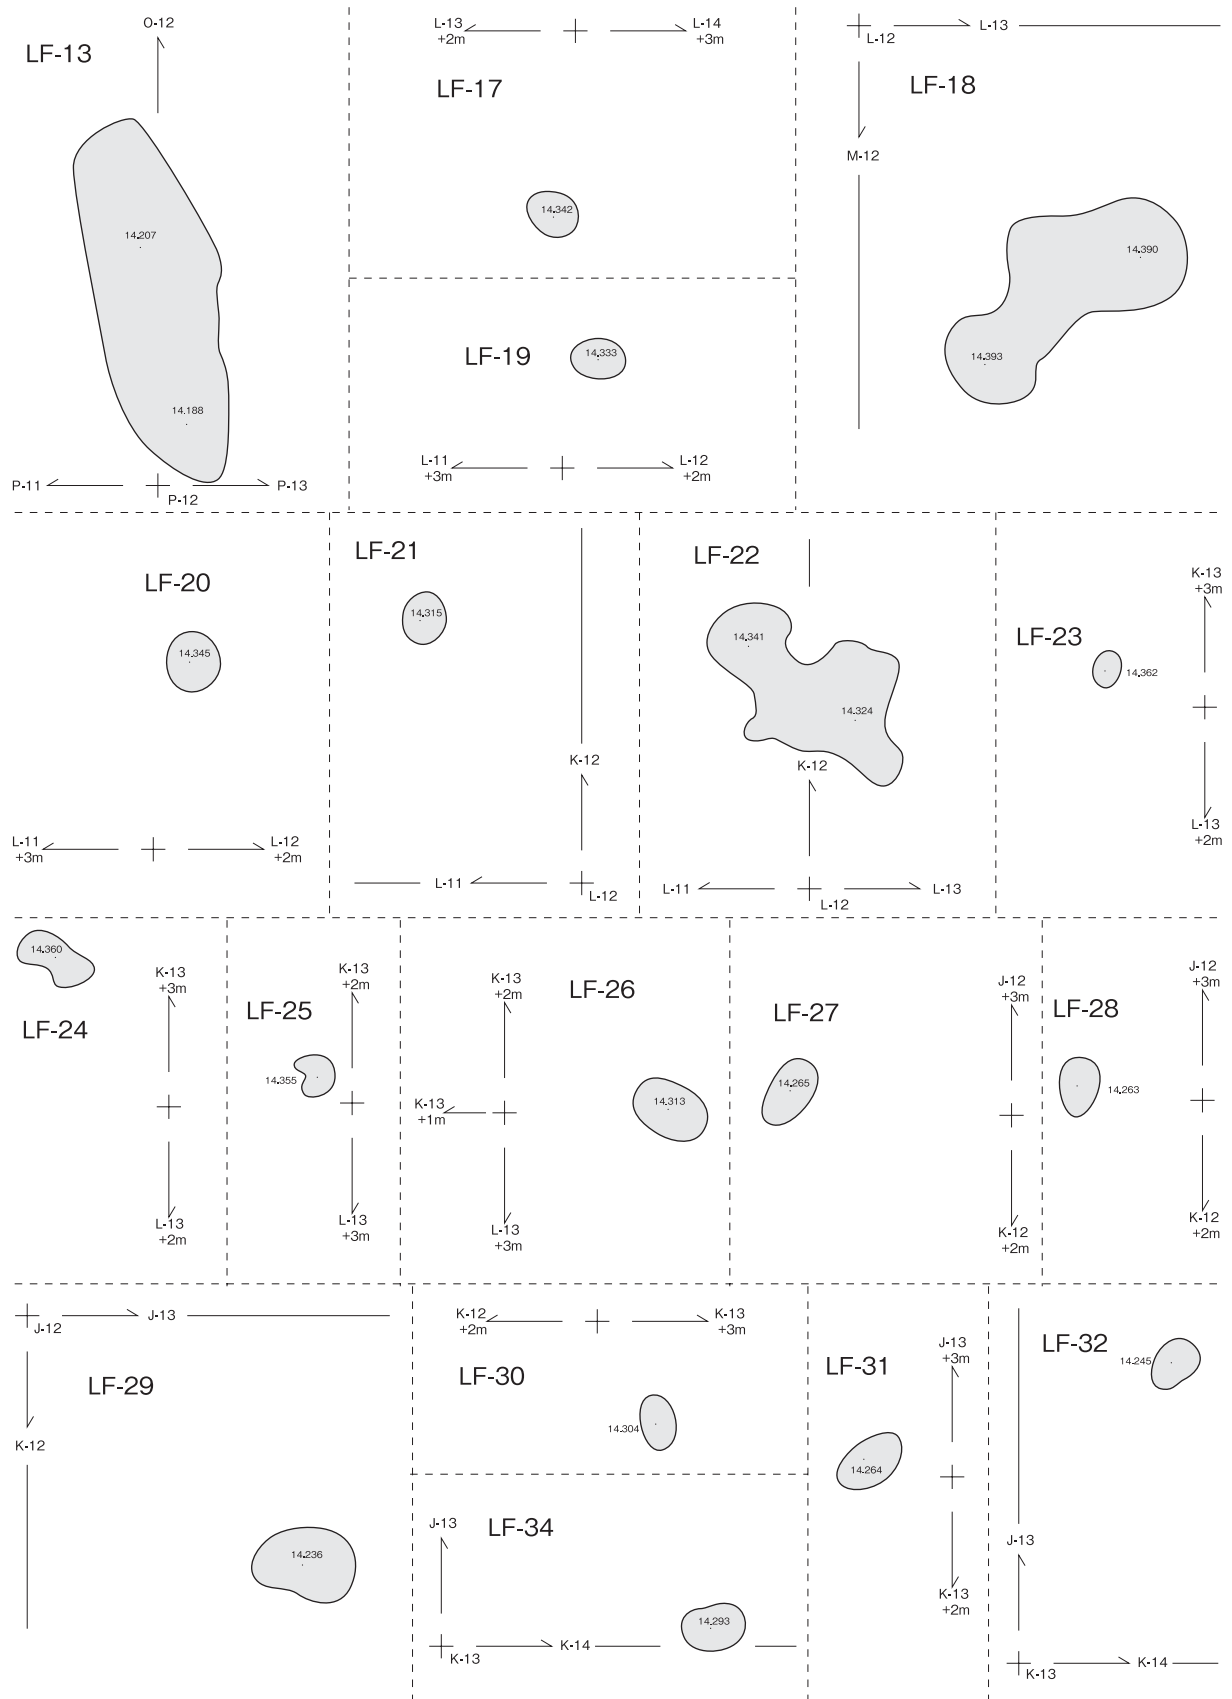 LF-13
O-12
14.207
14.188
P-11
P-12
P-13
L-13
+2m
L-14
+3m
LF-17
14.342
LF-19
14.333
L-11
+3m
L-12
+2m
L-12
L-13
LF-18
M-12
14.390
14.393
LF-20
14.345
L-11
+3m
L-12
+2m
LF-21
14.315
K-12
L-11
L-12
LF-22
14.341
14.324
K-12
L-11
L-12
L-13
K-13
+3m
LF-23
14.362
L-13
+2m
14.360
LF-24
K-13
+3m
L-13
+2m
K-13
+2m
LF-25
14.355
L-13
+3m
K-13
+2m
LF-26
K-13
+1m
14.313
L-13
+3m
LF-27
J-12
+3m
14.265
K-12
+2m
J-12
+3m
LF-28
14.263
K-12
+2m
J-12
J-13
LF-29
K-12
14.236
K-12
+2m
K-13
+3m
LF-30
14.304
LF-34
J-13
14.293
K-13
K-14
J-13
+3m
LF-31
14.264
K-13
+2m
LF-32
14.245
J-13
K-13
K-14